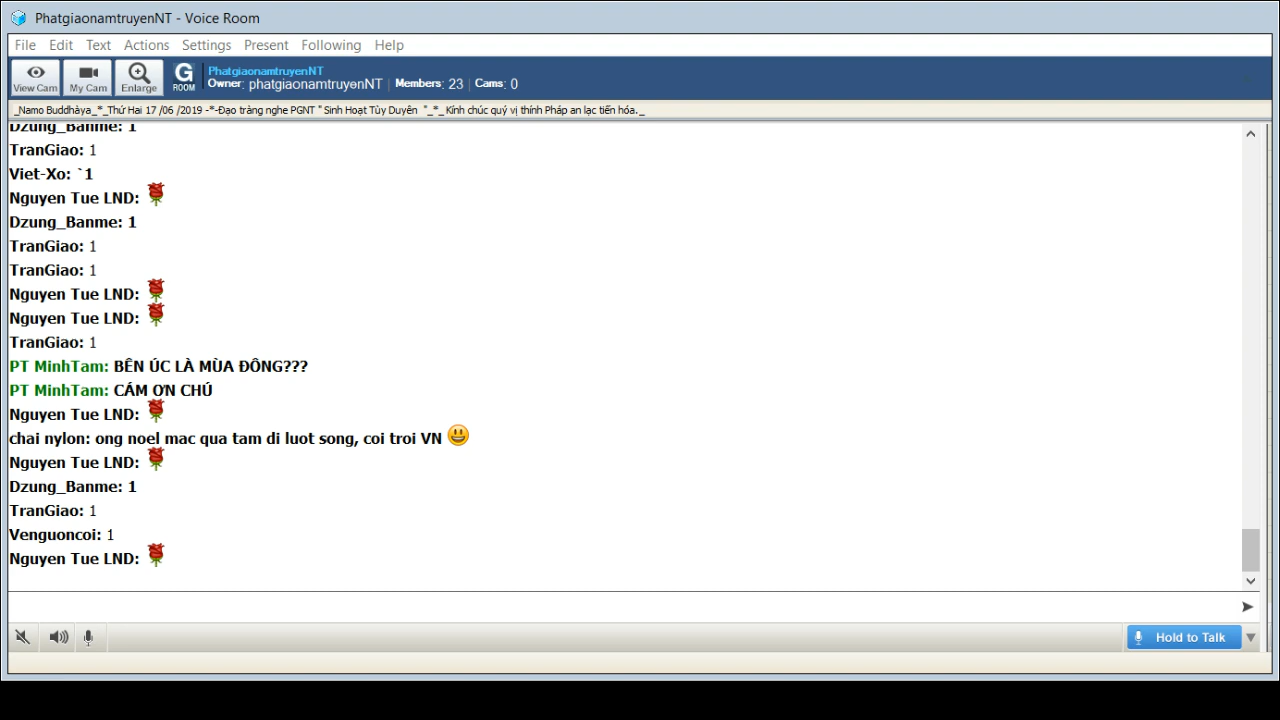 PhatgiaonamtruyenNT - Voice Room
File Edit Text Actions Settings Present Following Help
View Cam My Cam Enlarge G ROOM
PhatgiaonamtruyenNT
Owner: phatgiaonamtruyenNT | Members: 23 | Cams: 0
_Namo Buddhàya_*_Thứ Hai 17 /06 /2019 -*-Đạo tràng nghe PGNT " Sinh Hoạt Tùy Duyên "_*_ Kính chúc quý vị thính Pháp an lạc tiến hóa._
Dzung_Banme: 1
TranGiao: 1
Viet-Xo: `1
Nguyen Tue LND: 🌹
Dzung_Banme: 1
TranGiao: 1
TranGiao: 1
Nguyen Tue LND: 🌹
Nguyen Tue LND: 🌹
TranGiao: 1
PT MinhTam: BÊN ÚC LÀ MÙA ĐÔNG???
PT MinhTam: CÁM ƠN CHÚ
Nguyen Tue LND: 🌹
chai nylon: ong noel mac qua tam di luot song, coi troi VN 😃
Nguyen Tue LND: 🌹
Dzung_Banme: 1
TranGiao: 1
Venguoncoi: 1
Nguyen Tue LND: 🌹
Hold to Talk